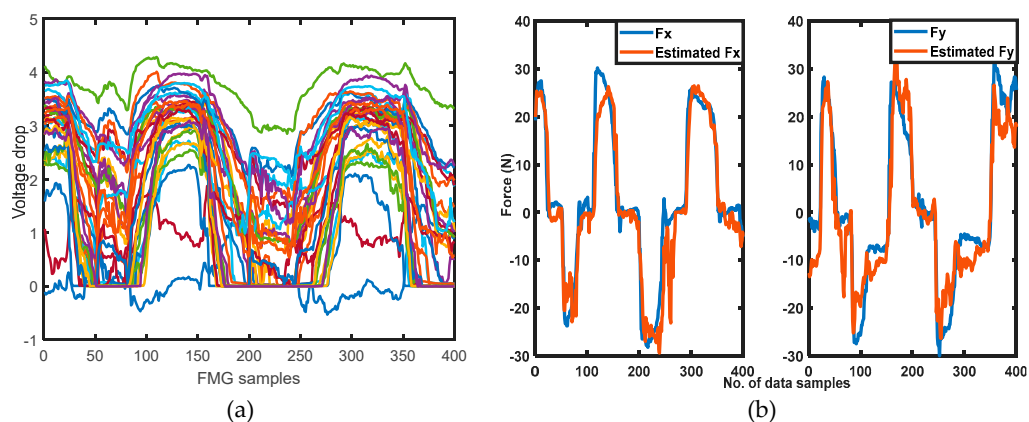 5
4
3
2
1
0
-1
Voltage drop
0 50 100 150 200 250 300 350 400
FMG samples
(a)
40
30
20
10
0
-10
-20
-30
Force (N)
Fx
Estimated Fx
0 100 200 300 400
40
30
20
10
0
-10
-20
-30
Fy
Estimated Fy
0 100 200 300 400
No. of data samples
(b)